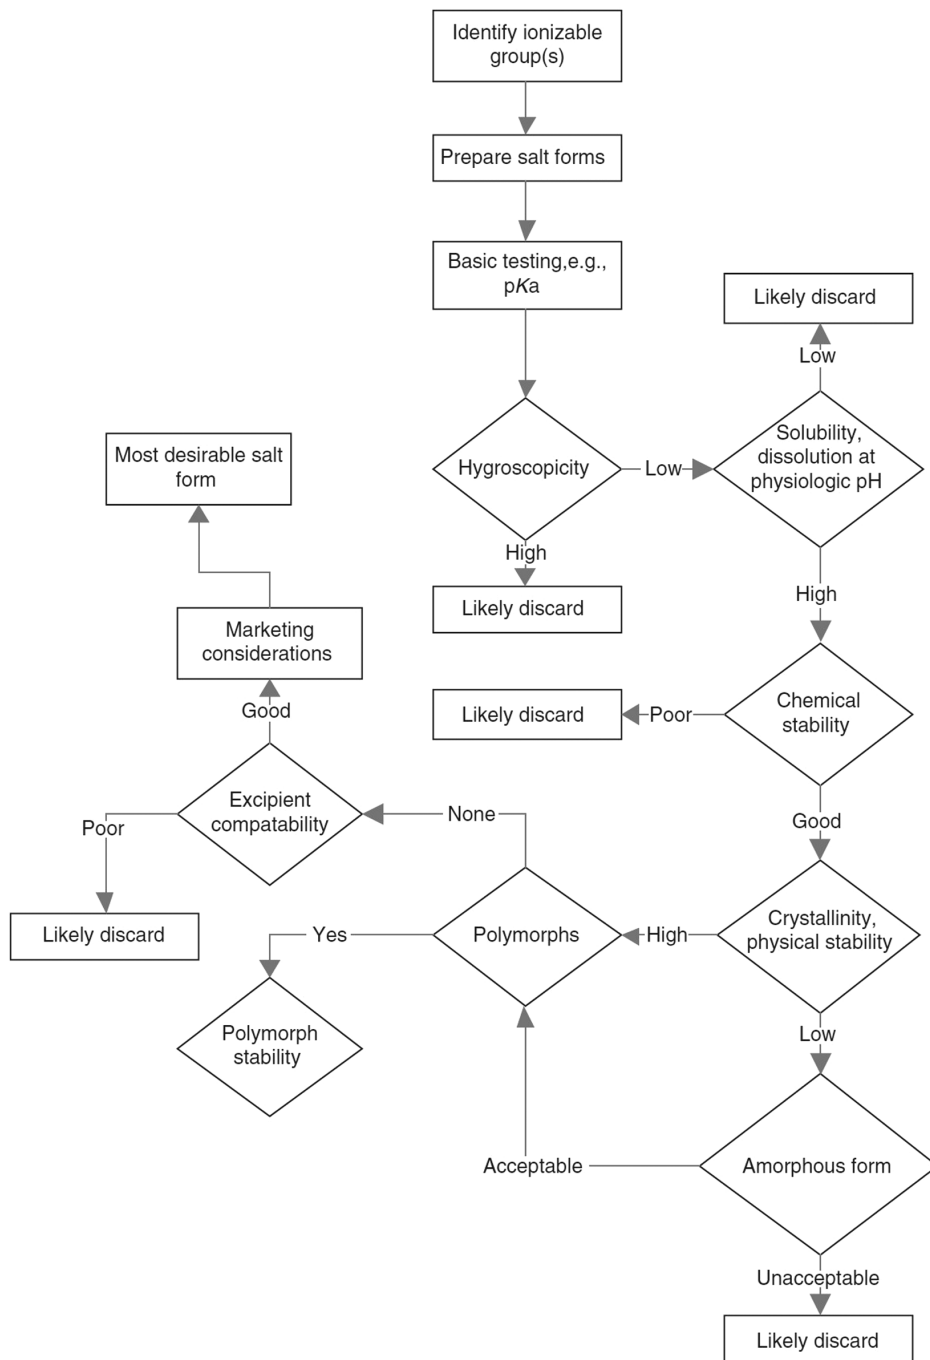 Identify ionizable
group(s)
Prepare salt forms
Basic testing,e.g.,
pKa
Likely discard
Low
Solubility,
dissolution at
physiologic pH
Hygroscopicity
Low
Most desirable salt
form
High
Likely discard
High
Marketing
considerations
Good
Likely discard
Poor
Chemical
stability
Good
Excipient
compatability
None
Poor
Likely discard
Yes
Polymorphs
High
Crystallinity,
physical stability
Polymorph
stability
Low
Acceptable
Amorphous form
Unacceptable
Likely discard